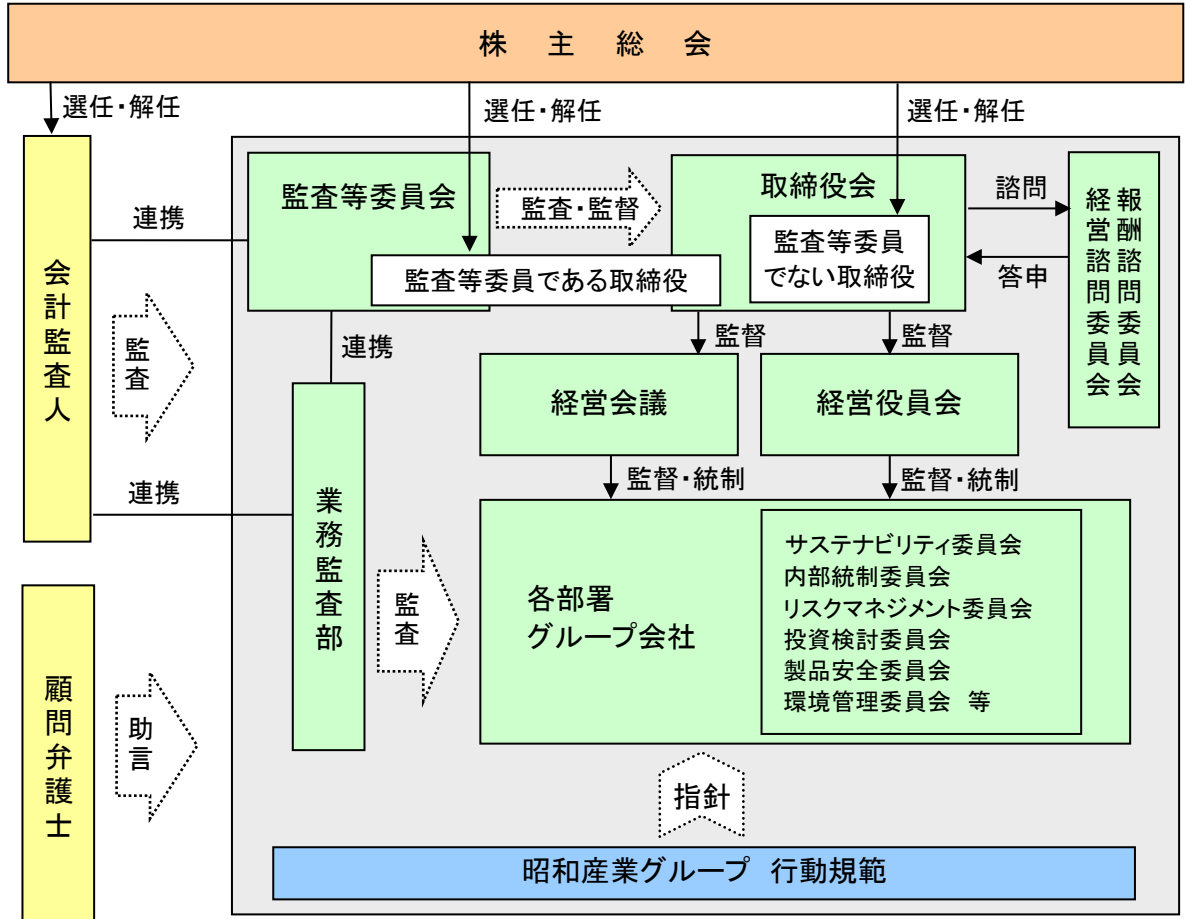 株 主 総 会
選任・解任
選任・解任
選任・解任
監査等委員会
監査・監督
取締役会
諮問
答申
報酬諮問委員会
経営諮問委員会
連携
監査等委員である取締役
監査等委員
でない取締役
会計監査人
監査
連携
監督
監督
経営会議
経営役員会
連携
業務監査部
監督・統制
監督・統制
監査
各部署
グループ会社
サステナビリティ委員会
内部統制委員会
リスクマネジメント委員会
投資検討委員会
製品安全委員会
環境管理委員会 等
顧問弁護士
助言
指針
昭和産業グループ 行動規範